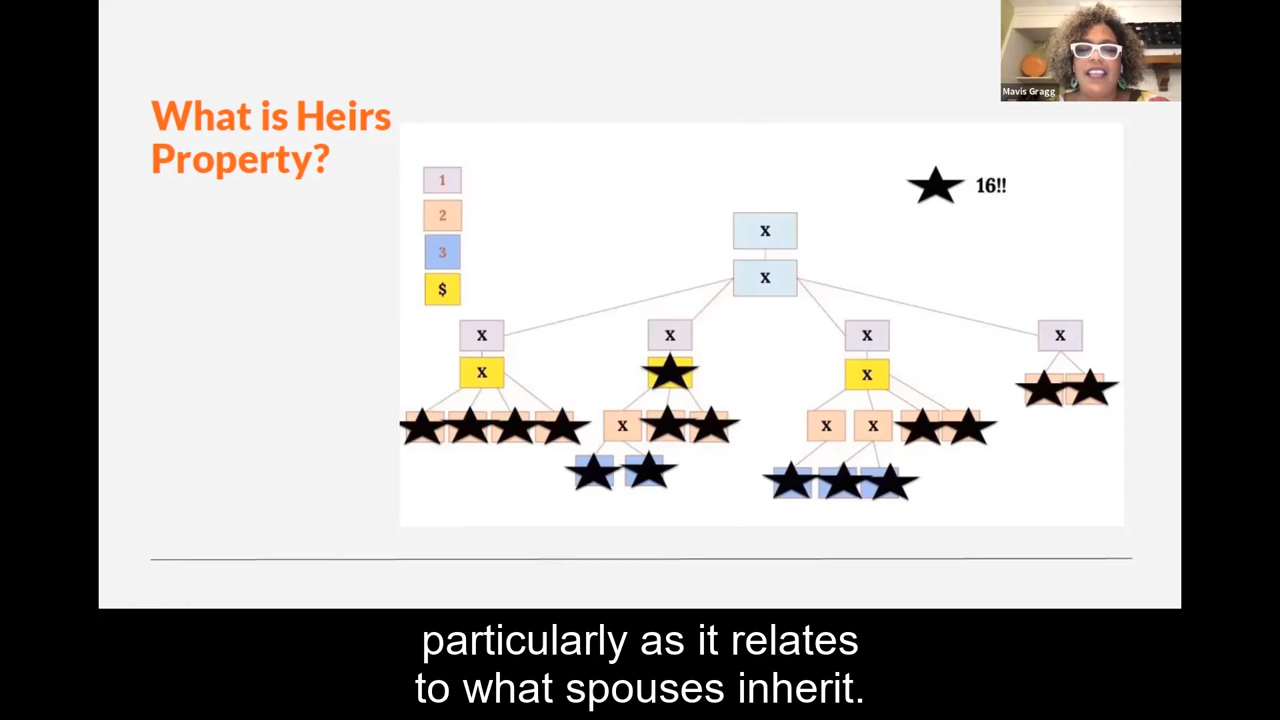 What is Heirs
Property?
Mavis Gragg
1
2
3
$
16!!
x
x
x
x
x
x
x
x
x
x
x
particularly as it relates
to what spouses inherit.